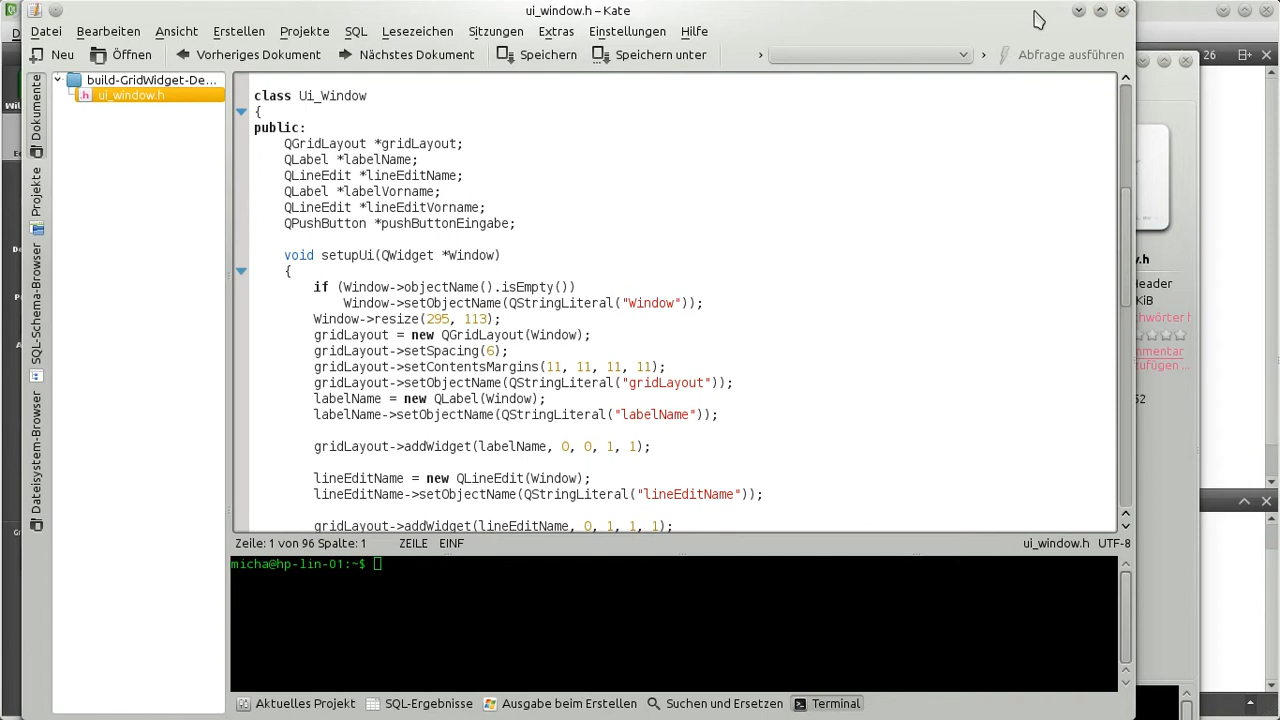 ui_window.h – Kate
Datei Bearbeiten Ansicht Erstellen Projekte SQL Lesezeichen Sitzungen Extras Einstellungen Hilfe
Neu Öffnen Vorheriges Dokument Nächstes Dokument Speichern Speichern unter Abfrage ausführen
26
Dokumente
Projekte
SQL-Schema-Browser
Dateisystem-Browser
build-GridWidget-De...
.h ui_window.h
class Ui_Window
{
public:
QGridLayout *gridLayout;
QLabel *labelName;
QLineEdit *lineEditName;
QLabel *labelVorname;
QLineEdit *lineEditVorname;
QPushButton *pushButtonEingabe;
void setupUi(QWidget *Window)
{
if (Window->objectName().isEmpty())
Window->setObjectName(QStringLiteral("Window"));
Window->resize(295, 113);
gridLayout = new QGridLayout(Window);
gridLayout->setSpacing(6);
gridLayout->setContentsMargins(11, 11, 11, 11);
gridLayout->setObjectName(QStringLiteral("gridLayout"));
labelName = new QLabel(Window);
labelName->setObjectName(QStringLiteral("labelName"));
gridLayout->addWidget(labelName, 0, 0, 1, 1);
lineEditName = new QLineEdit(Window);
lineEditName->setObjectName(QStringLiteral("lineEditName"));
gridLayout->addWidget(lineEditName, 0, 1, 1, 1);
Zeile: 1 von 96 Spalte: 1 ZEILE EINF ui_window.h UTF-8
micha@hp-lin-01:~$
Aktuelles Projekt SQL-Ergebnisse Ausgabe beim Erstellen Suchen und Ersetzen Terminal